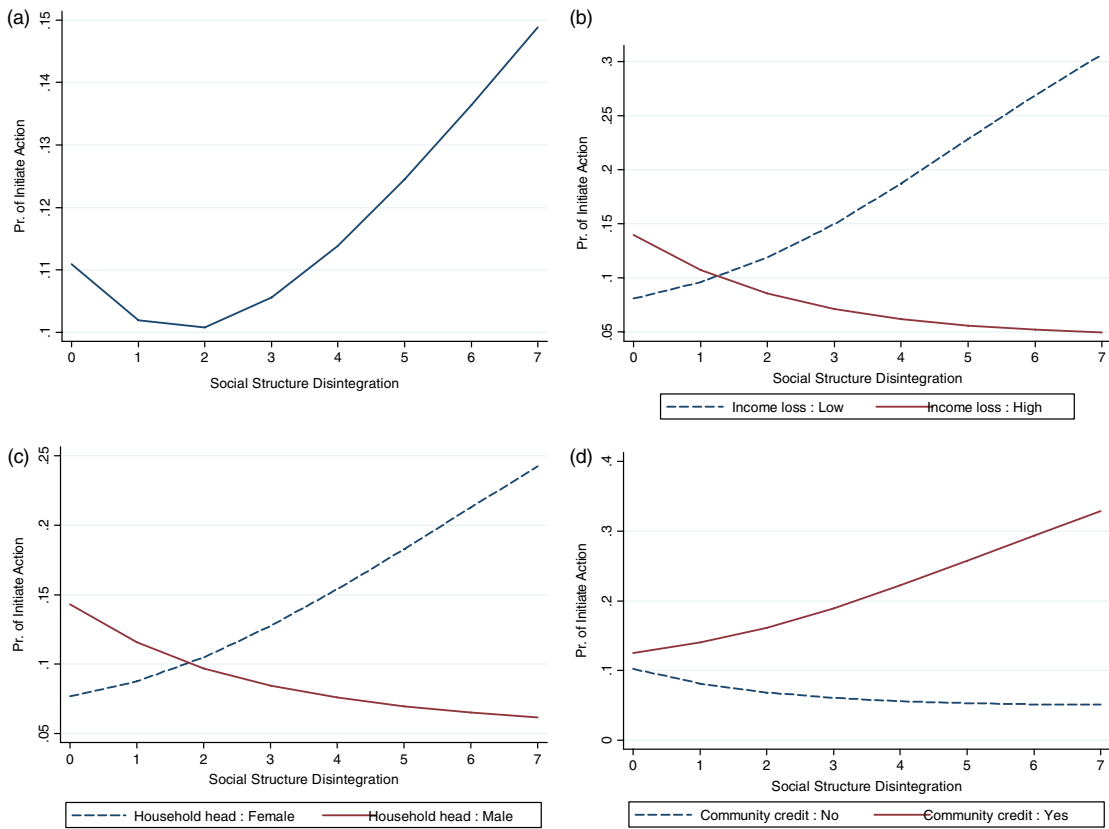 (a)
.15
.14
.13
.12
.11
.1
Pr. of Initiate Action
0 1 2 3 4 5 6 7
Social Structure Disintegration
(b)
.3
.25
.2
.15
.1
.05
Pr. of Initiate Action
0 1 2 3 4 5 6 7
Social Structure Disintegration
Income loss : Low Income loss : High
(c)
.25
.2
.15
.1
.05
Pr. of Initiate Action
0 1 2 3 4 5 6 7
Social Structure Disintegration
Household head : Female Household head : Male
(d)
.4
.3
.2
.1
0
Pr. of Initiate Action
0 1 2 3 4 5 6 7
Social Structure Disintegration
Community credit : No Community credit : Yes